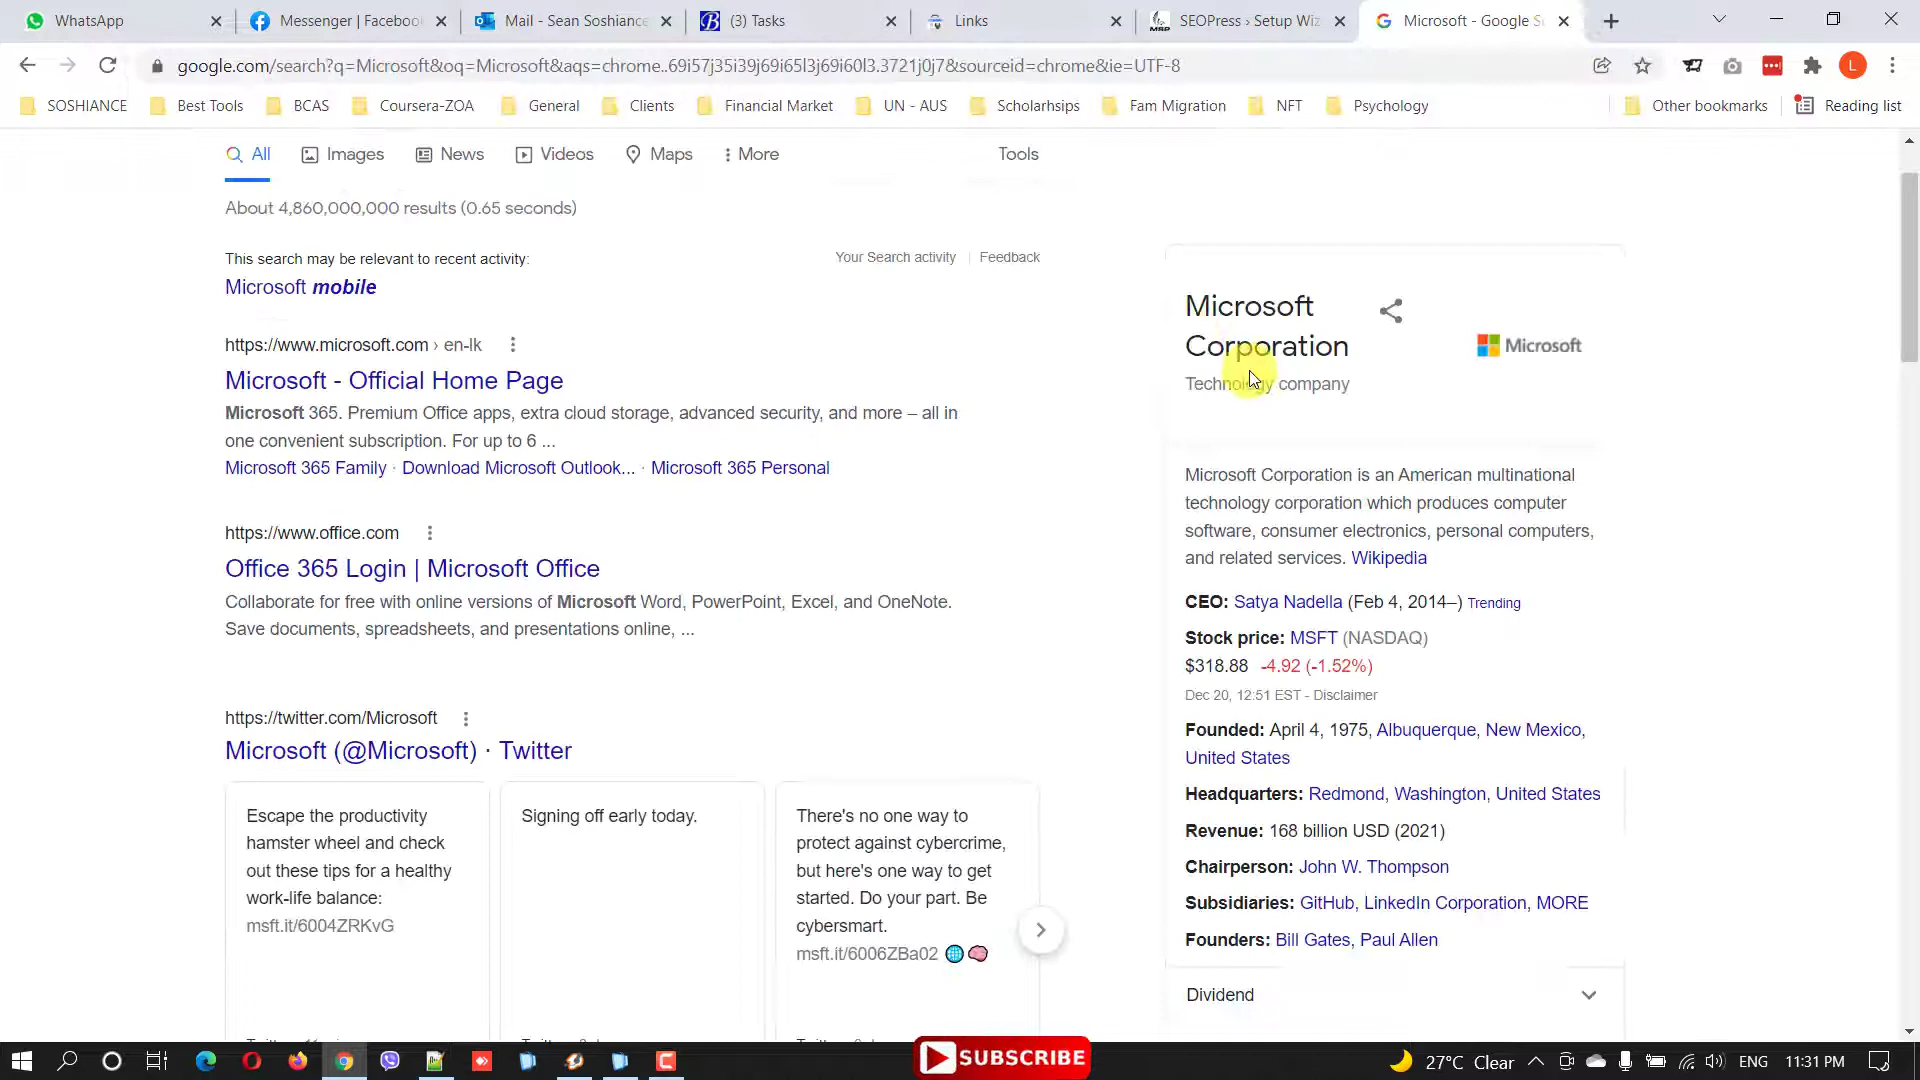 WhatsApp
Messenger | Facebook
Mail - Sean Soshiance
(3) Tasks
Links
SEOPress › Setup Wiz
Microsoft - Google S
google.com/search?q=Microsoft&oq=Microsoft&aqs=chrome..69i57j35i39j69i65l3j69i60l3.3721j0j7&sourceid=chrome&ie=UTF-8
SOSHIANCE
Best Tools
BCAS
Coursera-ZOA
General
Clients
Financial Market
UN - AUS
Scholarhsips
Fam Migration
NFT
Psychology
Other bookmarks
Reading list
All
Images
News
Videos
Maps
More
Tools
About 4,860,000,000 results (0.65 seconds)
This search may be relevant to recent activity:
Your Search activity
Feedback
Microsoft mobile
https://www.microsoft.com › en-lk
Microsoft - Official Home Page
Microsoft 365. Premium Office apps, extra cloud storage, advanced security, and more – all in
one convenient subscription. For up to 6 ...
Microsoft 365 Family · Download Microsoft Outlook... · Microsoft 365 Personal
https://www.office.com
Office 365 Login | Microsoft Office
Collaborate for free with online versions of Microsoft Word, PowerPoint, Excel, and OneNote.
Save documents, spreadsheets, and presentations online, ...
https://twitter.com/Microsoft
Microsoft (@Microsoft) · Twitter
Escape the productivity
hamster wheel and check
out these tips for a healthy
work-life balance:
msft.it/6004ZRKvG
Signing off early today.
There's no one way to
protect against cybercrime,
but here's one way to get
started. Do your part. Be
cybersmart.
msft.it/6006ZBa02
Microsoft
Corporation
Technology company
Microsoft
Microsoft Corporation is an American multinational
technology corporation which produces computer
software, consumer electronics, personal computers,
and related services. Wikipedia
CEO: Satya Nadella (Feb 4, 2014–) Trending
Stock price: MSFT (NASDAQ)
$318.88 -4.92 (-1.52%)
Dec 20, 12:51 EST - Disclaimer
Founded: April 4, 1975, Albuquerque, New Mexico,
United States
Headquarters: Redmond, Washington, United States
Revenue: 168 billion USD (2021)
Chairperson: John W. Thompson
Subsidiaries: GitHub, LinkedIn Corporation, MORE
Founders: Bill Gates, Paul Allen
Dividend
SUBSCRIBE
27°C Clear
ENG
11:31 PM